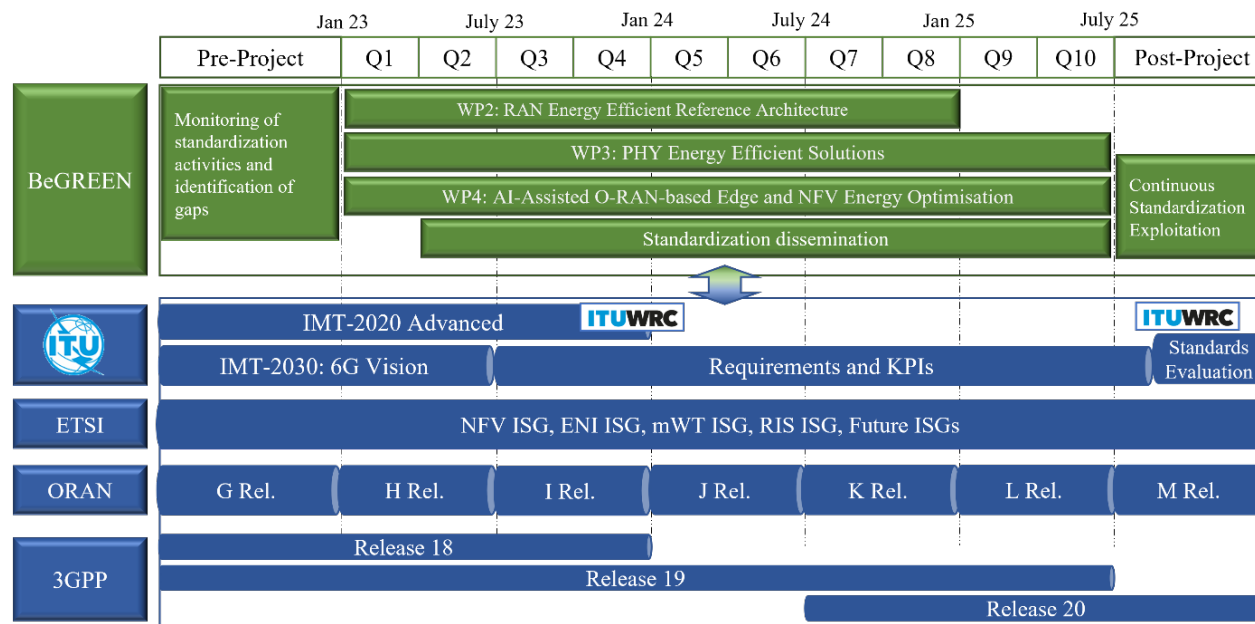 Jan 23 July 23 Jan 24 July 24 Jan 25 July 25
Pre-Project Q1 Q2 Q3 Q4 Q5 Q6 Q7 Q8 Q9 Q10 Post-Project
BeGREEN
Monitoring of
standardization
activities and
identification of
gaps
WP2: RAN Energy Efficient Reference Architecture
WP3: PHY Energy Efficient Solutions
WP4: AI-Assisted O-RAN-based Edge and NFV Energy Optimisation
Standardization dissemination
Continuous
Standardization
Exploitation
ITU
IMT-2020 Advanced
ITUWRC
ITUWRC
IMT-2030: 6G Vision
Requirements and KPIs
Standards
Evaluation
ETSI
NFV ISG, ENI ISG, mWT ISG, RIS ISG, Future ISGs
ORAN
G Rel. H Rel. I Rel. J Rel. K Rel. L Rel. M Rel.
3GPP
Release 18
Release 19
Release 20